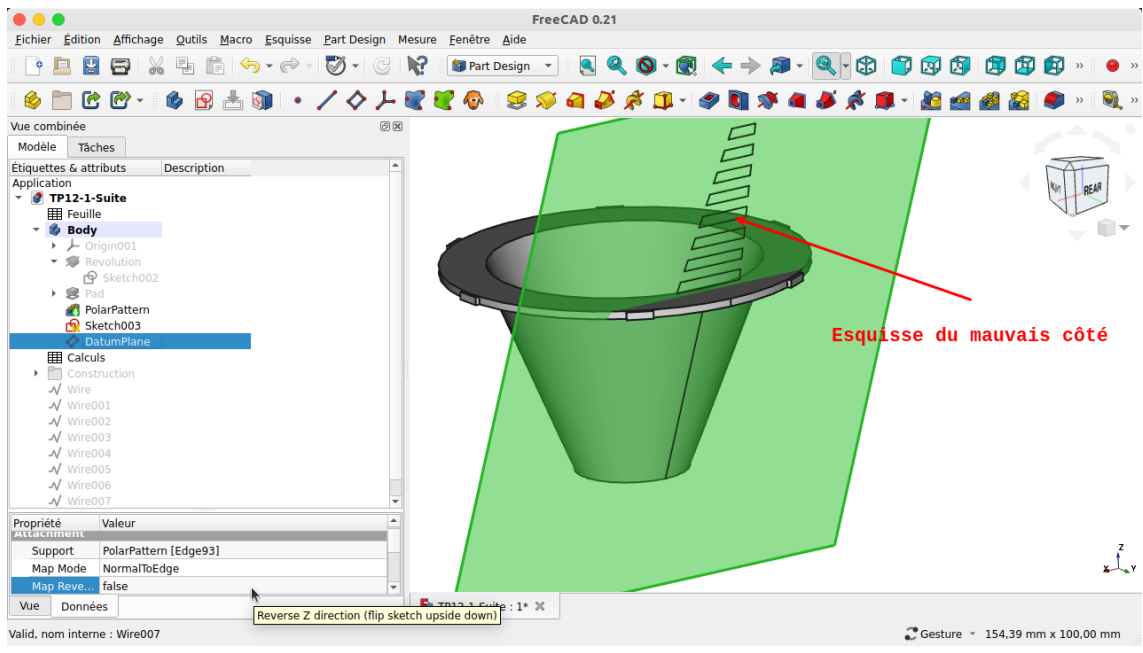 FreeCAD 0.21
Fichier Édition Affichage Outils Macro Esquisse Part Design Mesure Fenêtre Aide
Part Design
Vue combinée
Modèle Tâches
Étiquettes & attributs Description
Application
TP12-1-Suite
Feuille
Body
Origin001
Revolution
Sketch002
Pad
PolarPattern
Sketch003
DatumPlane
Calculs
Construction
Wire
Wire001
Wire002
Wire003
Wire004
Wire005
Wire006
Wire007
REAR
Esquisse du mauvais côté
Propriété Valeur
Attachment
Support PolarPattern [Edge93]
Map Mode NormalToEdge
Map Reve... false
Z
X Y
Vue Données
TP12-1-Suite : 1*
Reverse Z direction (flip sketch upside down)
Valid, nom interne : Wire007
Gesture 154,39 mm x 100,00 mm